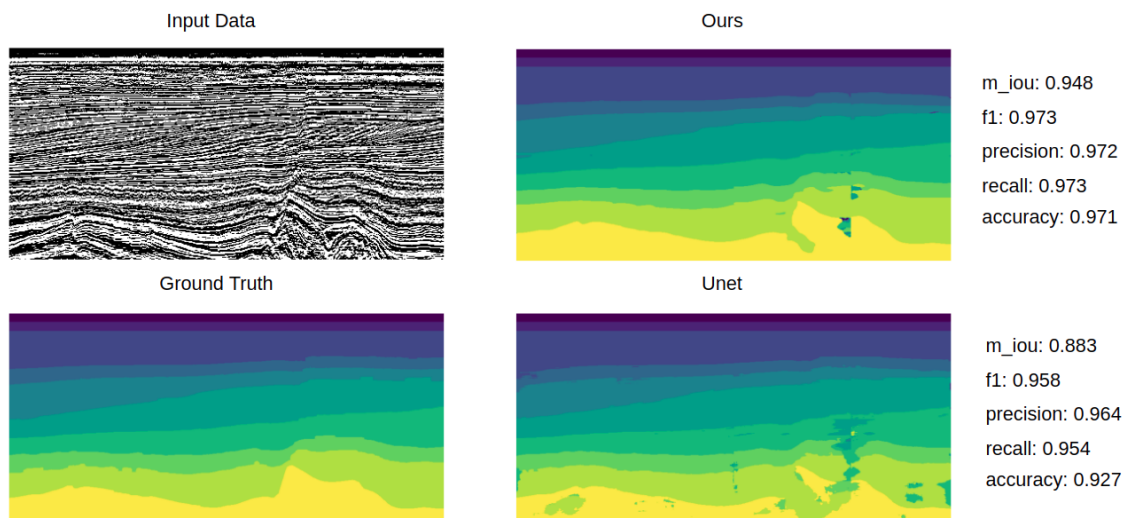 Input Data
Ours
m_iou: 0.948
f1: 0.973
precision: 0.972
recall: 0.973
accuracy: 0.971
Ground Truth
Unet
m_iou: 0.883
f1: 0.958
precision: 0.964
recall: 0.954
accuracy: 0.927